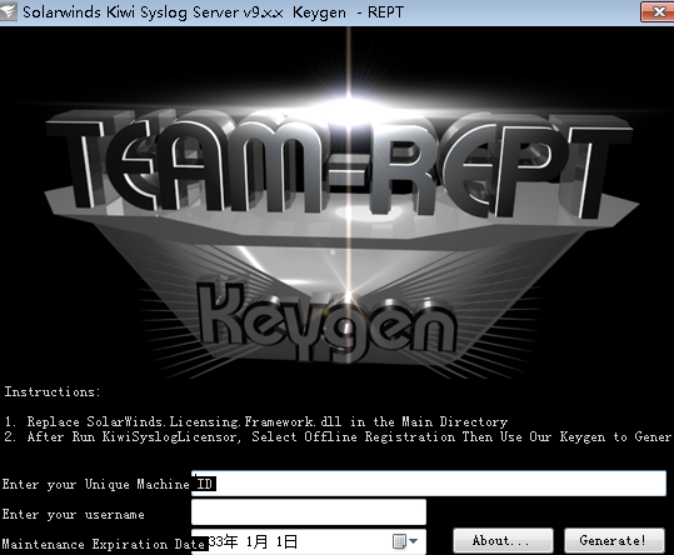 Solarwinds Kiwi Syslog Server v9.x.x Keygen - REPT
TEAM-REPT
Keygen
Instructions:
1. Replace SolarWinds.Licensing.Framework.dll in the Main Directory
2. After Run KiwiSyslogLicensor, Select Offline Registration Then Use Our Keygen to Gener
Enter your Unique Machine ID
Enter your username
Maintenance Expiration Date 33年 1月 1日
About...
Generate!